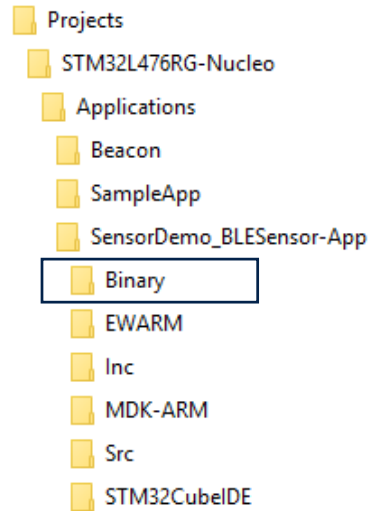 Projects
STM32L476RG-Nucleo
Applications
Beacon
SampleApp
SensorDemo_BLESensor-App
Binary
EWARM
Inc
MDK-ARM
Src
STM32CubeIDE